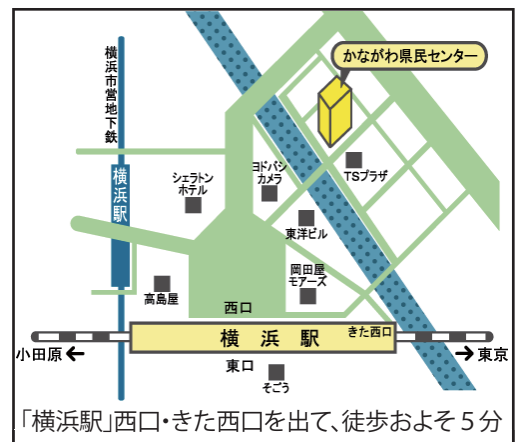 かながわ県民センター
横浜市営地下鉄
横浜駅
シェラトン
ホテル
ヨドバシ
カメラ
TSプラザ
東洋ビル
岡田屋
モアーズ
高島屋
西口
きた西口
横浜駅
小田原←
→東京
東口
そごう
「横浜駅」西口・きた西口を出て、徒歩およそ5分